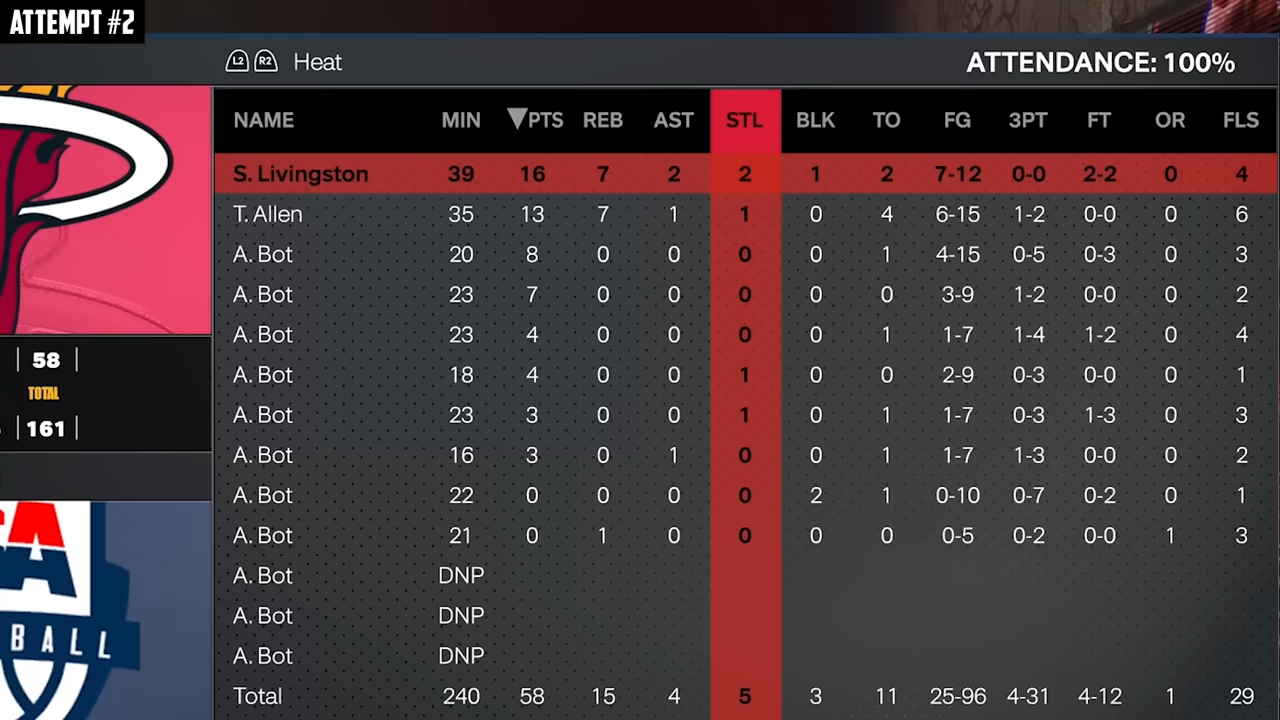 ATTEMPT #2
L2 R2 Heat ATTENDANCE: 100%
NAME MIN ▼PTS REB AST STL BLK TO FG 3PT FT OR FLS
S. Livingston 39 16 7 2 2 1 2 7-12 0-0 2-2 0 4
T. Allen 35 13 7 1 1 0 4 6-15 1-2 0-0 0 6
A. Bot 20 8 0 0 0 0 1 4-15 0-5 0-3 0 3
A. Bot 23 7 0 0 0 0 0 3-9 1-2 0-0 0 2
A. Bot 23 4 0 0 0 0 1 1-7 1-4 1-2 0 4
A. Bot 18 4 0 0 1 0 0 2-9 0-3 0-0 0 1
A. Bot 23 3 0 0 1 0 1 1-7 0-3 1-3 0 3
A. Bot 16 3 0 1 0 0 1 1-7 1-3 0-0 0 2
A. Bot 22 0 0 0 0 2 1 0-10 0-7 0-2 0 1
A. Bot 21 0 1 0 0 0 0 0-5 0-2 0-0 1 3
A. Bot DNP
A. Bot DNP
A. Bot DNP
Total 240 58 15 4 5 3 11 25-96 4-31 4-12 1 29
58
TOTAL
161
A
BALL